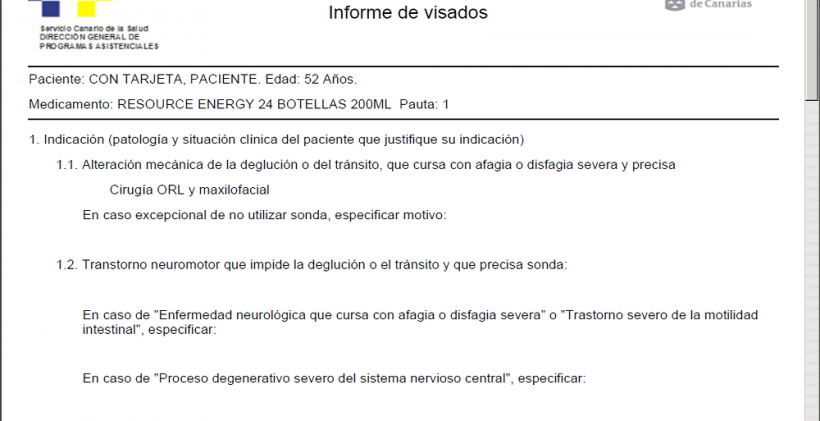 Informe de visados
de Canarias
Servicio Canario de la Salud
DIRECCIÓN GENERAL DE
PROGRAMAS ASISTENCIALES
Paciente: CON TARJETA, PACIENTE. Edad: 52 Años.
Medicamento: RESOURCE ENERGY 24 BOTELLAS 200ML Pauta: 1
1. Indicación (patología y situación clínica del paciente que justifique su indicación)
1.1. Alteración mecánica de la deglución o del tránsito, que cursa con afagia o disfagia severa y precisa
Cirugía ORL y maxilofacial
En caso excepcional de no utilizar sonda, especificar motivo:
1.2. Transtorno neuromotor que impide la deglución o el tránsito y que precisa sonda:
En caso de "Enfermedad neurológica que cursa con afagia o disfagia severa" o "Trastorno severo de la motilidad
intestinal", especificar:
En caso de "Proceso degenerativo severo del sistema nervioso central", especificar: